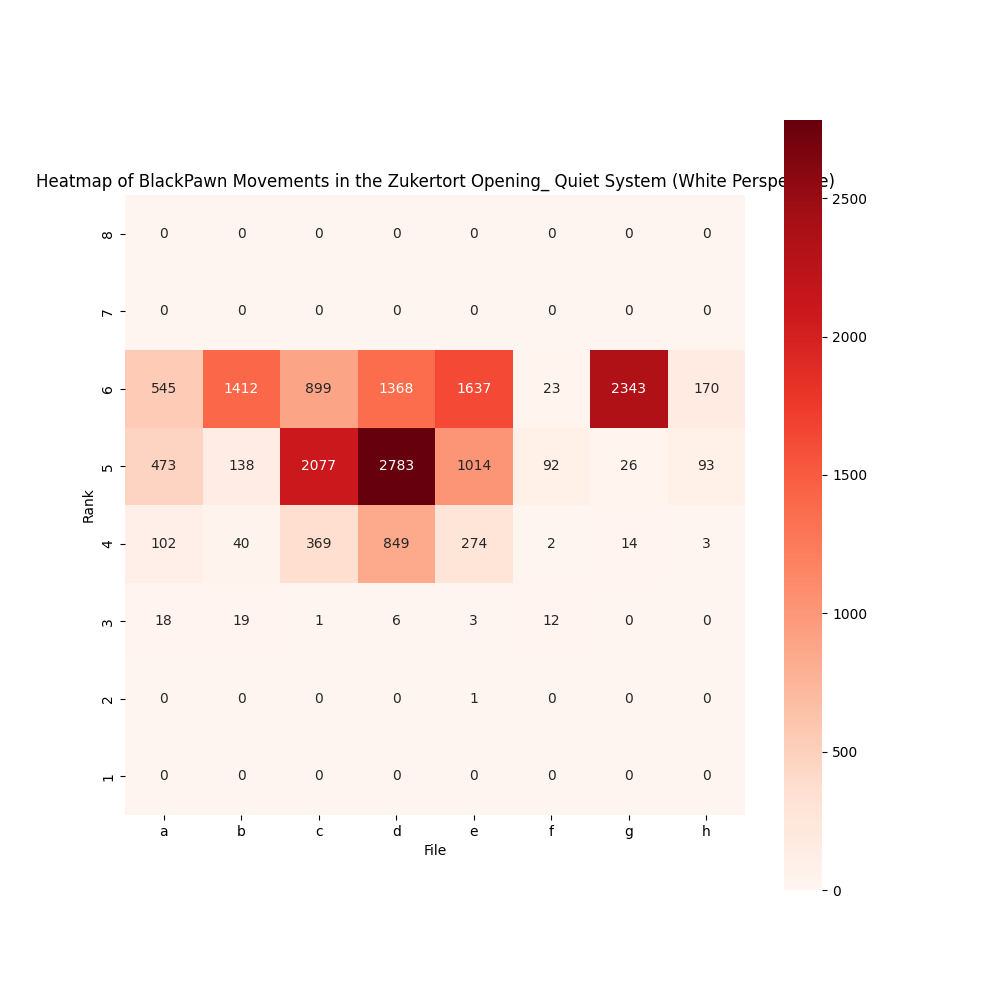 Heatmap of BlackPawn Movements in the Zukertort Opening_ Quiet System (White Perspe e)
2500
8 0 0 0 0 0 0 0 0
7 0 0 0 0 0 0 0 0
2000
6 545 1412 899 1368 1637 23 2343 170
1500
5 473 138 2077 2783 1014 92 26 93
Rank
4 102 40 369 849 274 2 14 3
1000
3 18 19 1 6 3 12 0 0
2 0 0 0 0 1 0 0 0
500
1 0 0 0 0 0 0 0 0
a b c d e f g h
File
0